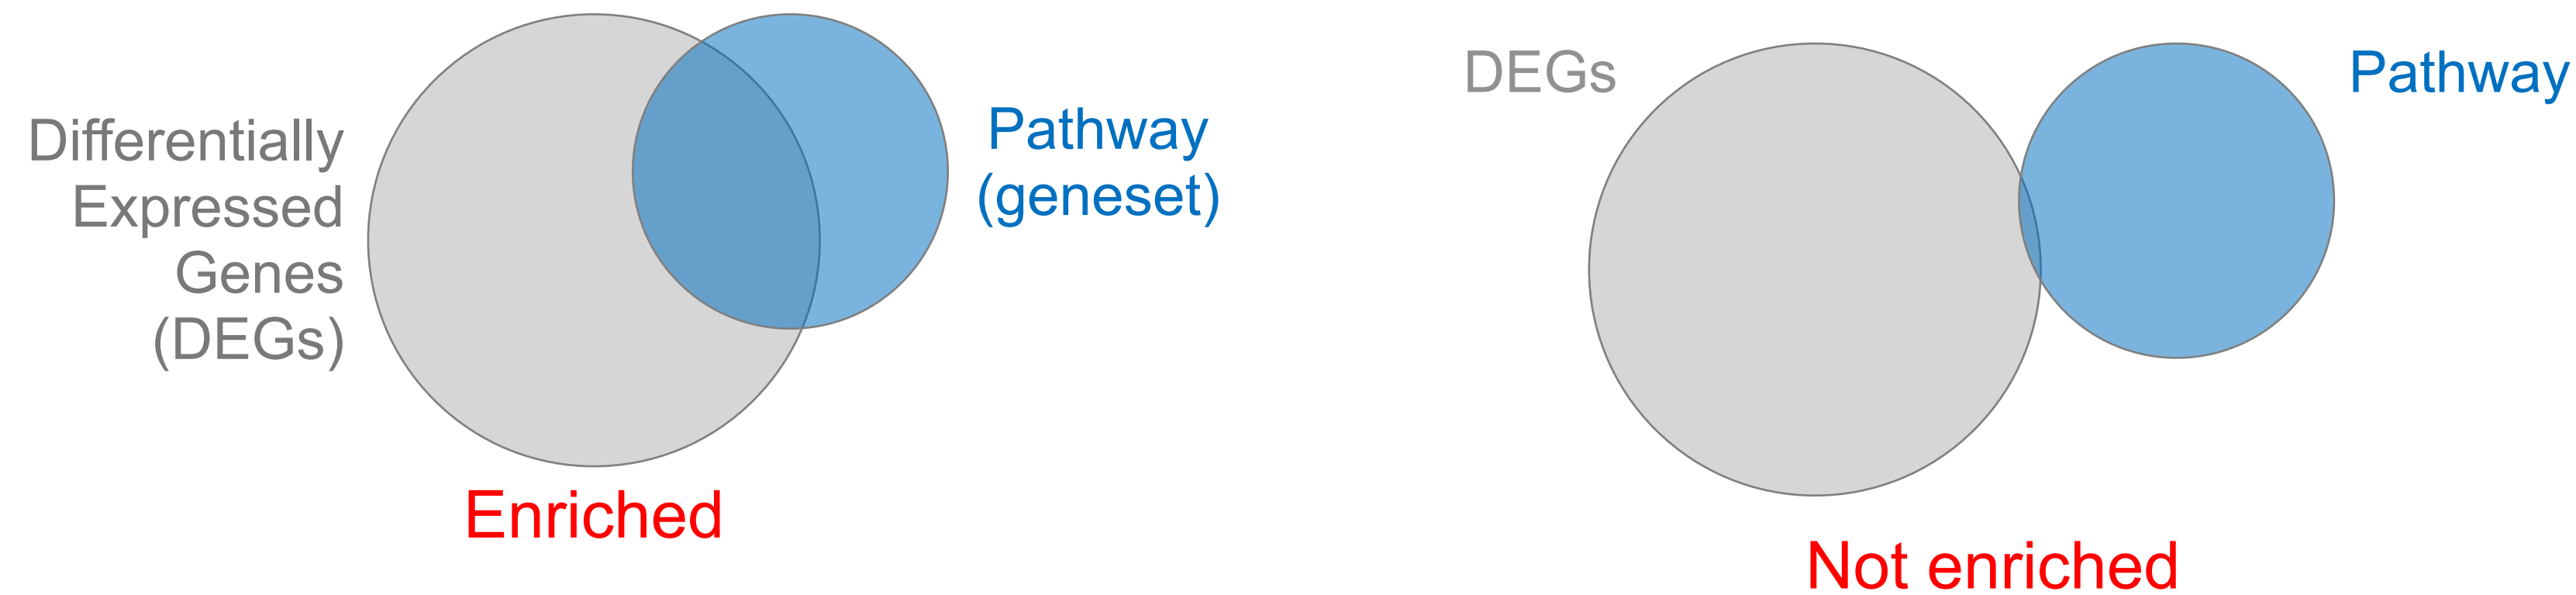 Differentially
Expressed
Genes
(DEGs)
Pathway
(geneset)
Enriched
DEGs
Pathway
Not enriched